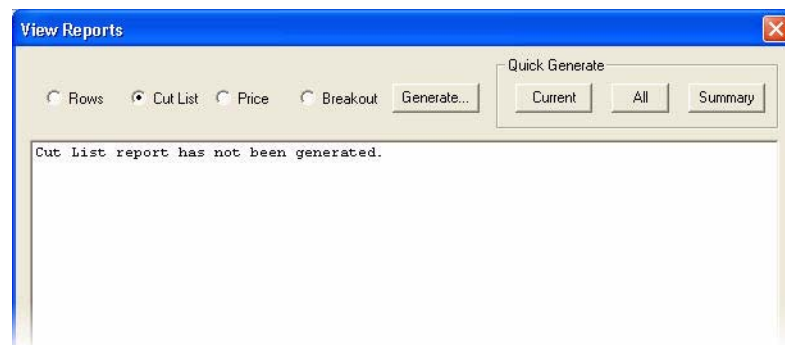 View Reports
Quick Generate
Rows Cut List Price Breakout Generate... Current All Summary
Cut List report has not been generated.